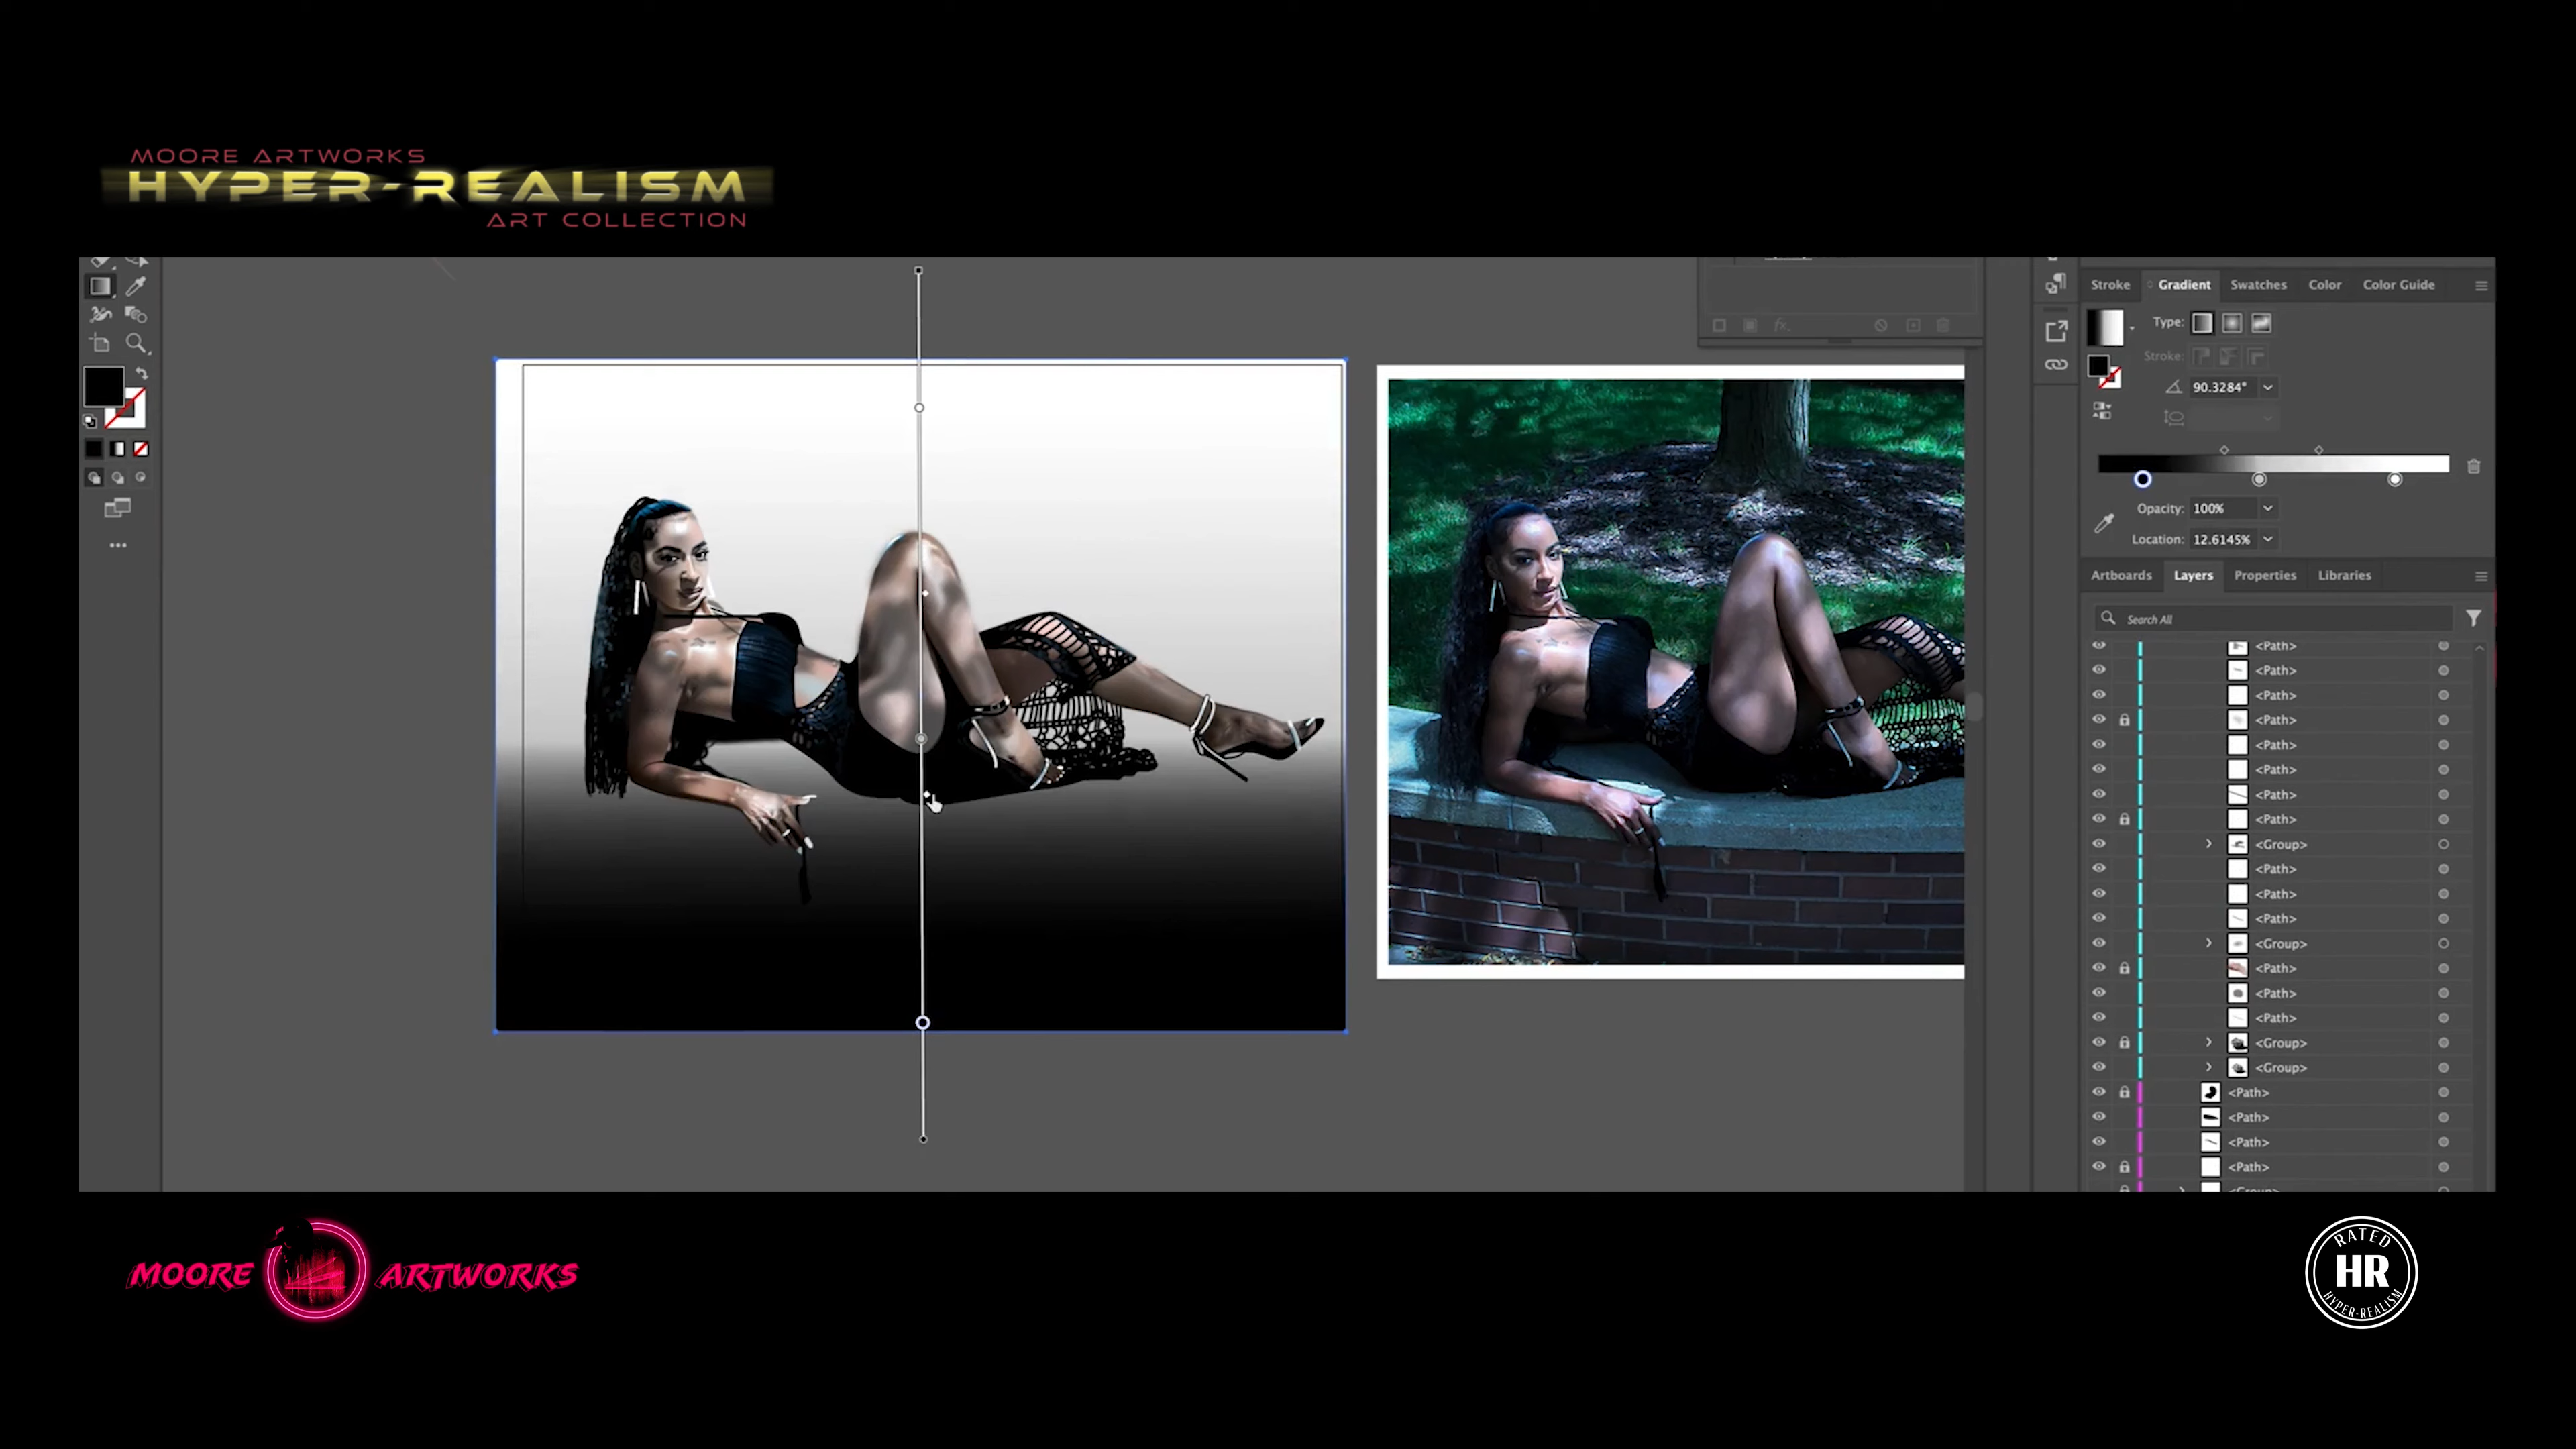 MOORE ARTWORKS
HYPER-REALISM
ART COLLECTION
Stroke Gradient Swatches Color Color Guide
Type:
Stroke:
90.3284°
Opacity: 100%
Location: 12.6145%
Artboards Layers Properties Libraries
Search All
<Path>
<Path>
<Path>
<Path>
<Path>
<Path>
<Path>
<Path>
<Group>
<Path>
<Path>
<Path>
<Group>
<Path>
<Path>
<Path>
<Group>
<Group>
<Path>
<Path>
<Path>
<Path>
MOORE ARTWORKS
RATED
HR
HYPER-REALISM